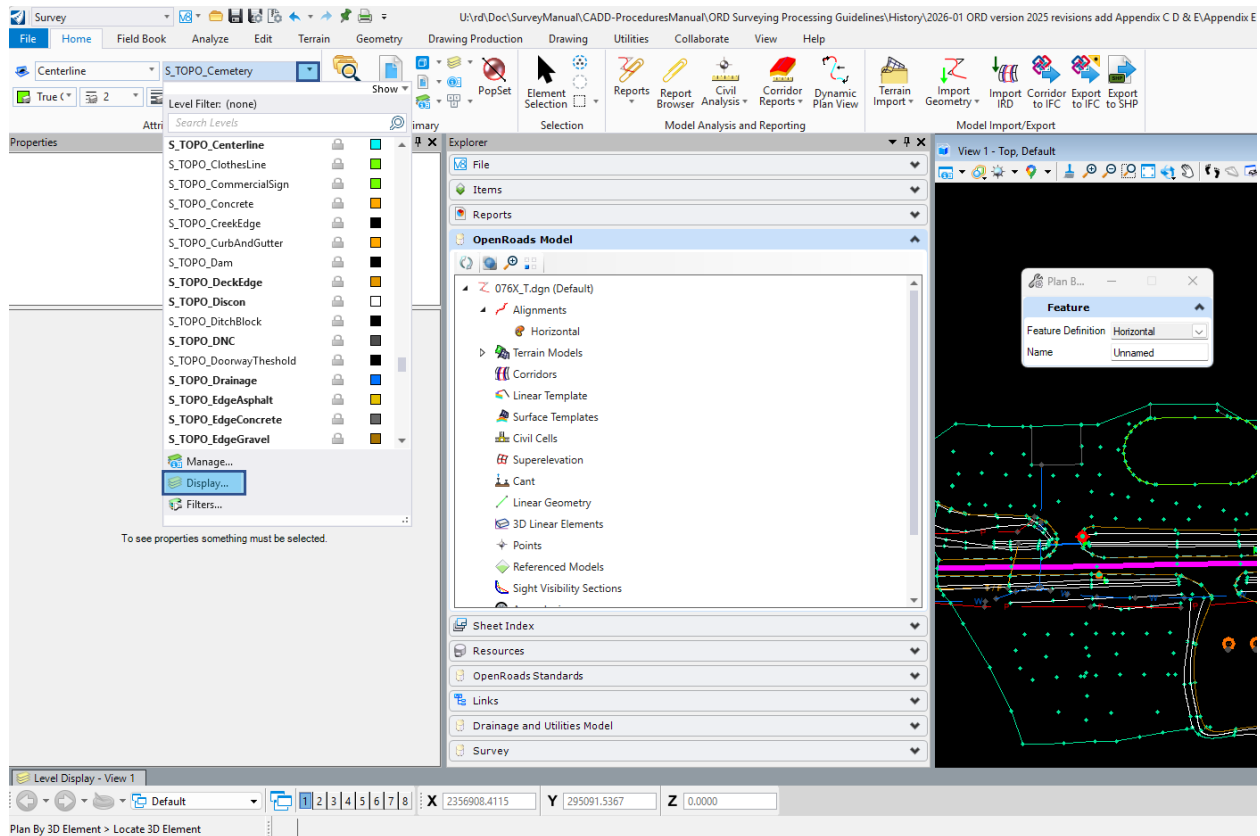 Survey
U:\rd\Doc\SurveyManual\CADD-ProceduresManual\ORD Surveying Processing Guidelines\History\2026-01 ORD version 2025 revisions add Appendix C D & E\Appendix E
File Home Field Book Analyze Edit Terrain Geometry Drawing Production Drawing Utilities Collaborate View Help
Centerline
S_TOPO_Cemetery
True (
2
Show
PopSet
Element Selection
Reports
Report Browser
Civil Analysis
Corridor Reports
Dynamic Plan View
Terrain Import
Import Geometry
Import IRD
Corridor to IFC
Export to IFC
Export to SHP
Attri
imary
Selection
Model Analysis and Reporting
Model Import/Export
Level Filter: (none)
Search Levels
S_TOPO_Centerline
S_TOPO_ClothesLine
S_TOPO_CommercialSign
S_TOPO_Concrete
S_TOPO_CreekEdge
S_TOPO_CurbAndGutter
S_TOPO_Dam
S_TOPO_DeckEdge
S_TOPO_Discon
S_TOPO_DitchBlock
S_TOPO_DNC
S_TOPO_DoorwayTheshold
S_TOPO_Drainage
S_TOPO_EdgeAsphalt
S_TOPO_EdgeConcrete
S_TOPO_EdgeGravel
Manage...
Display...
Filters...
Properties
To see properties something must be selected.
Explorer
File
Items
Reports
OpenRoads Model
076X_T.dgn (Default)
Alignments
Horizontal
Terrain Models
Corridors
Linear Template
Surface Templates
Civil Cells
Superelevation
Cant
Linear Geometry
3D Linear Elements
Points
Referenced Models
Sight Visibility Sections
Sheet Index
Resources
OpenRoads Standards
Links
Drainage and Utilities Model
Survey
View 1 - Top, Default
Plan B...
Feature
Feature Definition Horizontal
Name Unnamed
Level Display - View 1
Default
1 2 3 4 5 6 7 8
X 2356908.4115
Y 295091.5367
Z 0.0000
Plan By 3D Element > Locate 3D Element